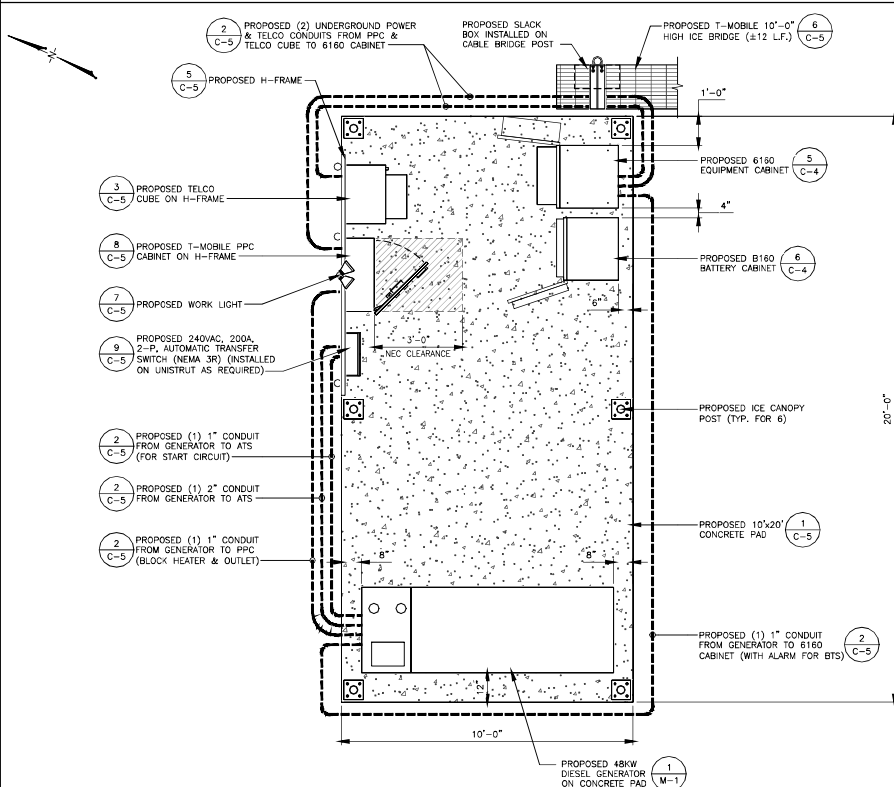 2
C-5
PROPOSED (2) UNDERGROUND POWER
& TELCO CONDUITS FROM PPC &
TELCO CUBE TO 6160 CABINET
PROPOSED SLACK
BOX INSTALLED ON
CABLE BRIDGE POST
PROPOSED T-MOBILE 10'-0"
HIGH ICE BRIDGE (±12 L.F.)
6
C-5
N
5
C-5
PROPOSED H-FRAME
1'-0"
PROPOSED 6160
EQUIPMENT CABINET
5
C-4
3
C-5
PROPOSED TELCO
CUBE ON H-FRAME
4"
8
C-5
PROPOSED T-MOBILE PPC
CABINET ON H-FRAME
PROPOSED B160
BATTERY CABINET
6
C-4
7
C-5
PROPOSED WORK LIGHT
6"
9
C-5
PROPOSED 240VAC, 200A,
2-P, AUTOMATIC TRANSFER
SWITCH (NEMA 3R) (INSTALLED
ON UNISTRUT AS REQUIRED)
3'-0"
NEC CLEARANCE
PROPOSED ICE CANOPY
POST (TYP. FOR 6)
20'-0"
2
C-5
PROPOSED (1) 1" CONDUIT
FROM GENERATOR TO ATS
(FOR START CIRCUIT)
2
C-5
PROPOSED (1) 2" CONDUIT
FROM GENERATOR TO ATS
PROPOSED 10'x20'
CONCRETE PAD
1
C-5
2
C-5
PROPOSED (1) 1" CONDUIT
FROM GENERATOR TO PPC
(BLOCK HEATER & OUTLET)
8"
8"
PROPOSED (1) 1" CONDUIT
FROM GENERATOR TO 6160
CABINET (WITH ALARM FOR BTS)
2
C-5
12"
10'-0"
PROPOSED 48KW
DIESEL GENERATOR
ON CONCRETE PAD
1
M-1